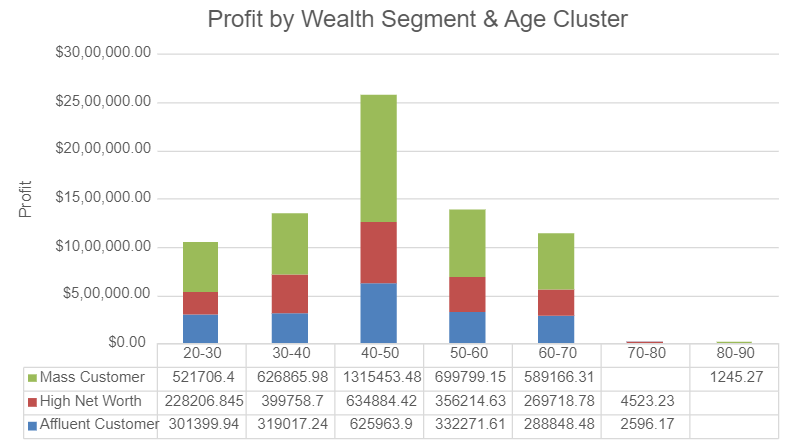 Profit by Wealth Segment & Age Cluster
$30,00,000.00
$25,00,000.00
$20,00,000.00
$15,00,000.00
$10,00,000.00
$5,00,000.00
$0.00
Profit
20-30 30-40 40-50 50-60 60-70 70-80 80-90
Mass Customer 521706.4 626865.98 1315453.48 699799.15 589166.31 1245.27
High Net Worth 228206.845 399758.7 634884.42 356214.63 269718.78 4523.23
Affluent Customer 301399.94 319017.24 625963.9 332271.61 288848.48 2596.17